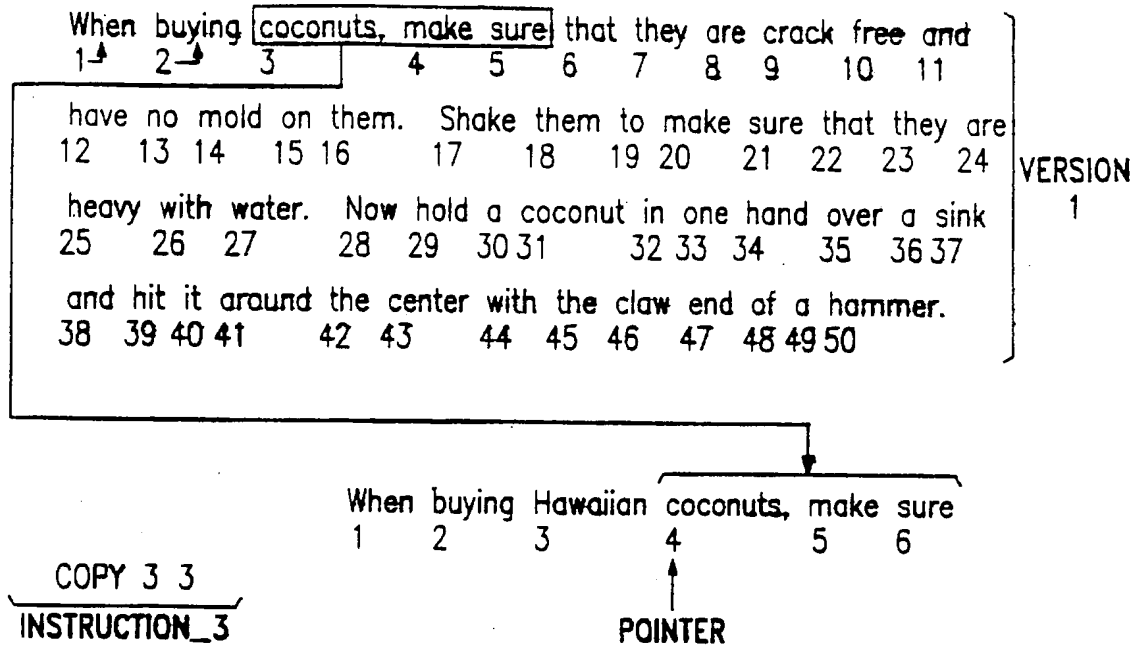 When buying coconuts, make sure that they are crack free and
1 2 3 4 5 6 7 8 9 10 11
have no mold on them. Shake them to make sure that they are
12 13 14 15 16 17 18 19 20 21 22 23 24
VERSION
1
heavy with water. Now hold a coconut in one hand over a sink
25 26 27 28 29 30 31 32 33 34 35 36 37
and hit it around the center with the claw end of a hammer.
38 39 40 41 42 43 44 45 46 47 48 49 50
When buying Hawaiian coconuts, make sure
1 2 3 4 5 6
COPY 3 3
INSTRUCTION_3
POINTER